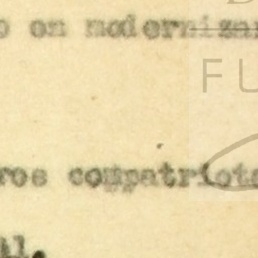 o en modernizar
FU
ros compatriota
al.